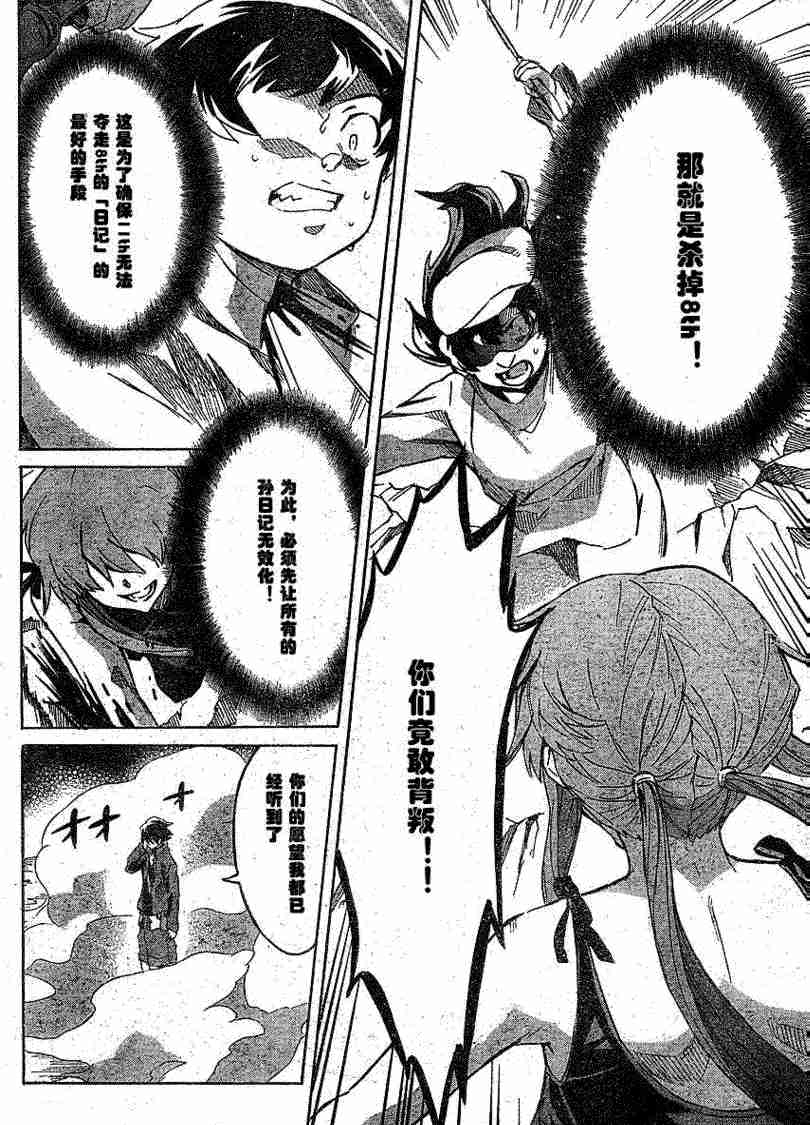 那就是杀掉8th！
你们竟敢背叛！！
这是为了确保11th无法
夺走8th的「日记」的
最好的手段
为此，必须先让所有的
孙日记无效化！
你们的愿望我都已
经听到了
オオ